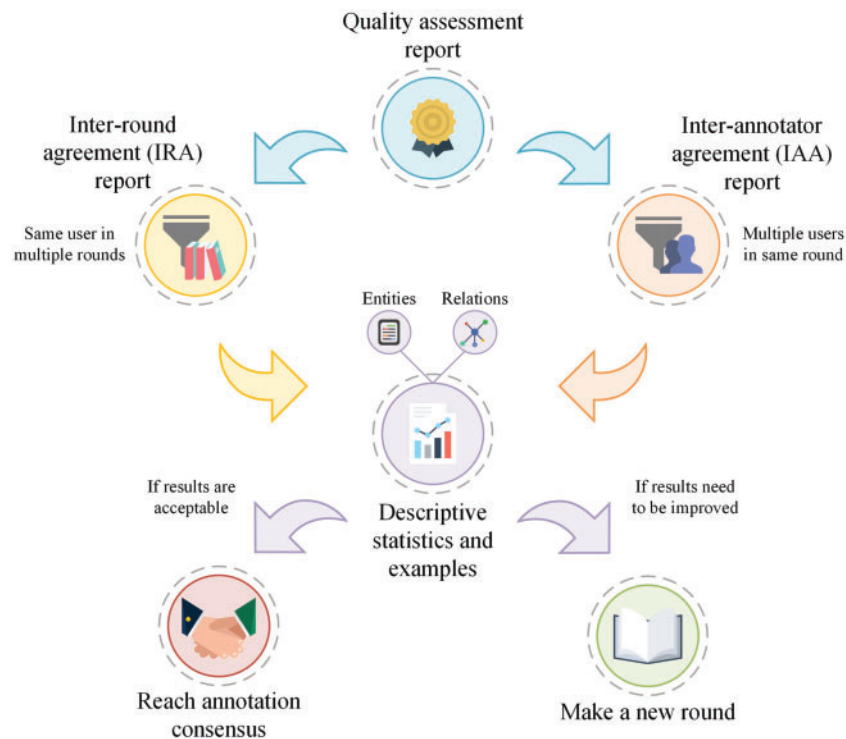 Quality assessment
report
Inter-round
agreement (IRA)
report
Inter-annotator
agreement (IAA)
report
Same user in
multiple rounds
Multiple users
in same round
Entities
Relations
If results are
acceptable
If results need
to be improved
Descriptive
statistics and
examples
Reach annotation
consensus
Make a new round